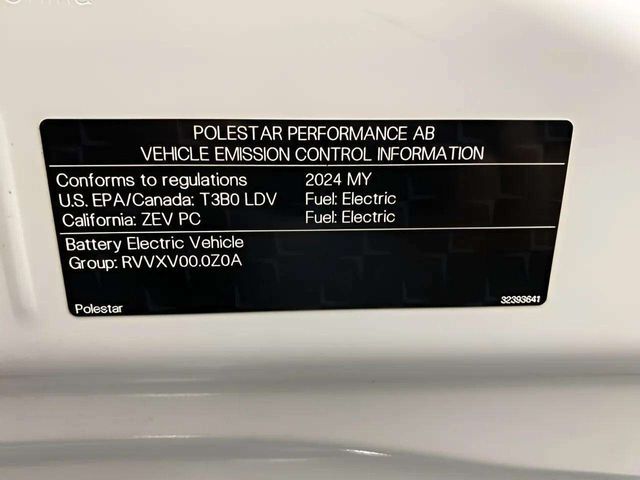 POLESTAR PERFORMANCE AB
VEHICLE EMISSION CONTROL INFORMATION
Conforms to regulations 2024 MY
U.S. EPA/Canada: T3B0 LDV Fuel: Electric
California: ZEV PC Fuel: Electric
Battery Electric Vehicle
Group: RVVXV00.0Z0A
Polestar 32393641